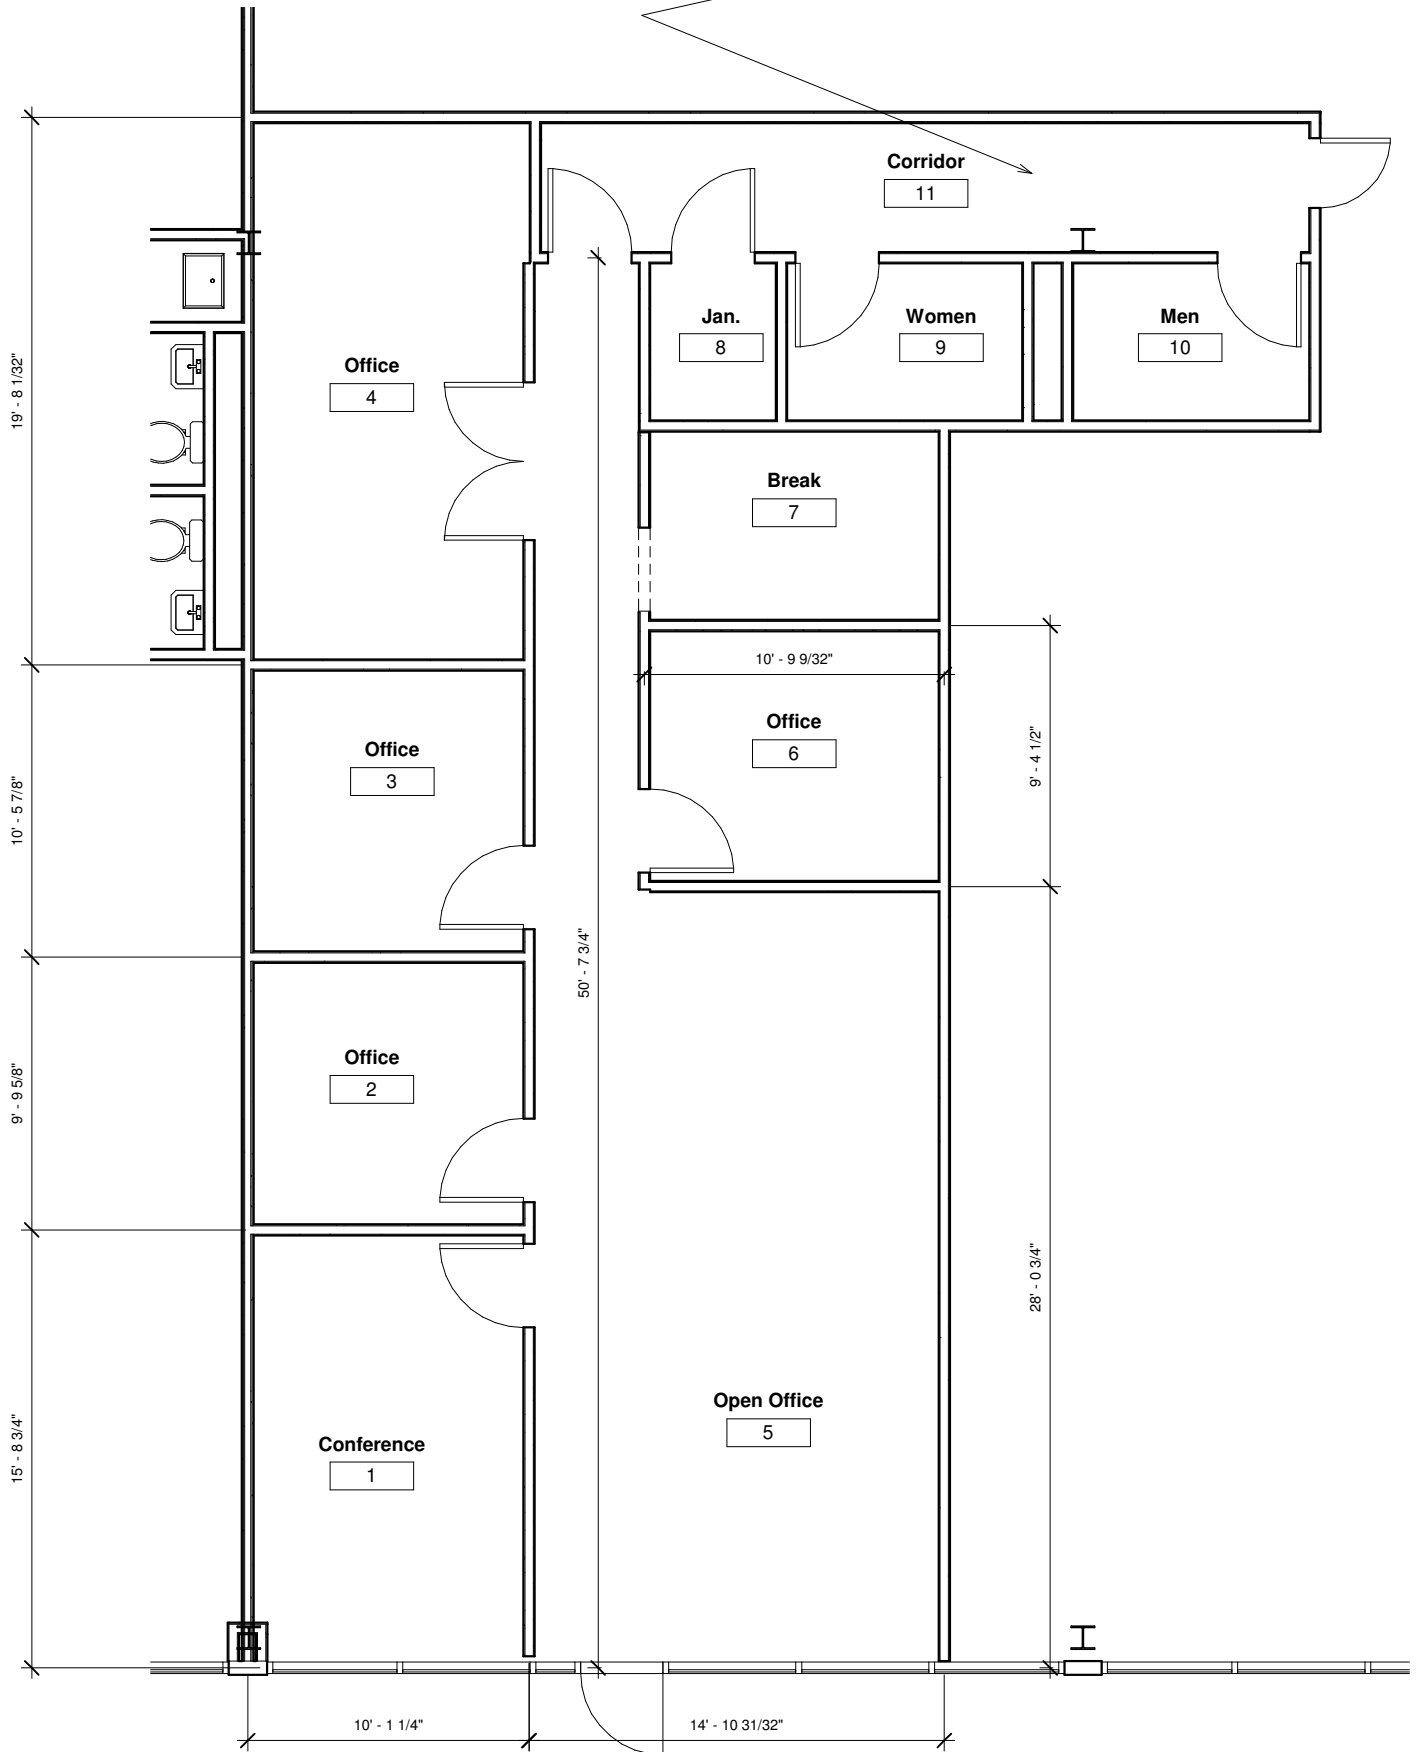 Corridor
11
Jan.
8
Women
9
Men
10
Office
4
19' - 8 1/32"
Break
7
10' - 9 9/32"
Office
6
9' - 4 1/2"
Office
3
10' - 5 7/8"
50' - 7 3/4"
Office
2
9' - 9 5/8"
28' - 0 3/4"
Open Office
5
Conference
1
15' - 8 3/4"
10' - 1 1/4"
14' - 10 31/32"